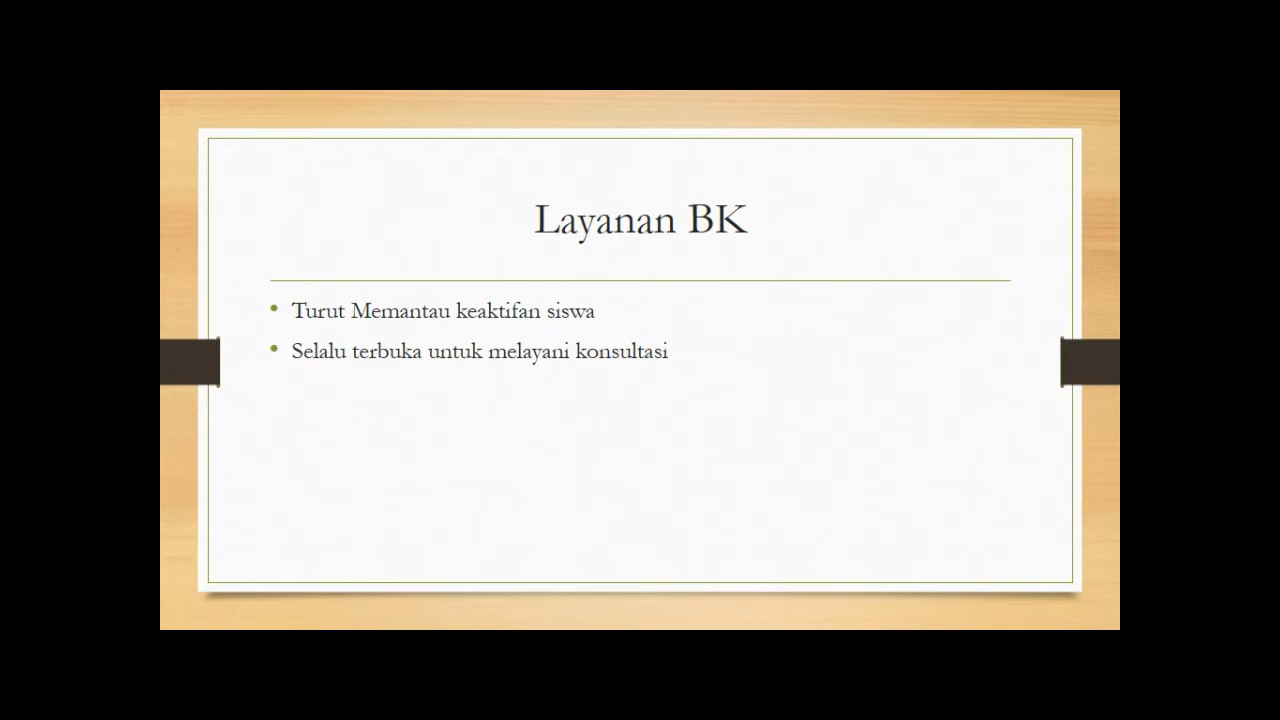 Layanan BK
• Turut Memantau keaktifan siswa
• Selalu terbuka untuk melayani konsultasi